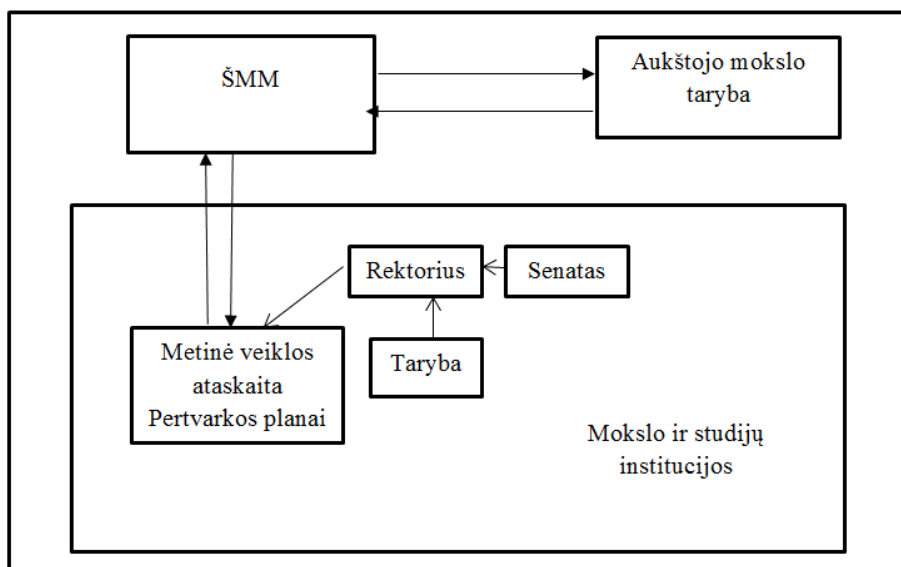 ŠMM
Aukštojo mokslo
taryba
Rektorius
Senatas
Metinė veiklos
ataskaita
Pertvarkos planai
Taryba
Mokslo ir studijų
institucijos